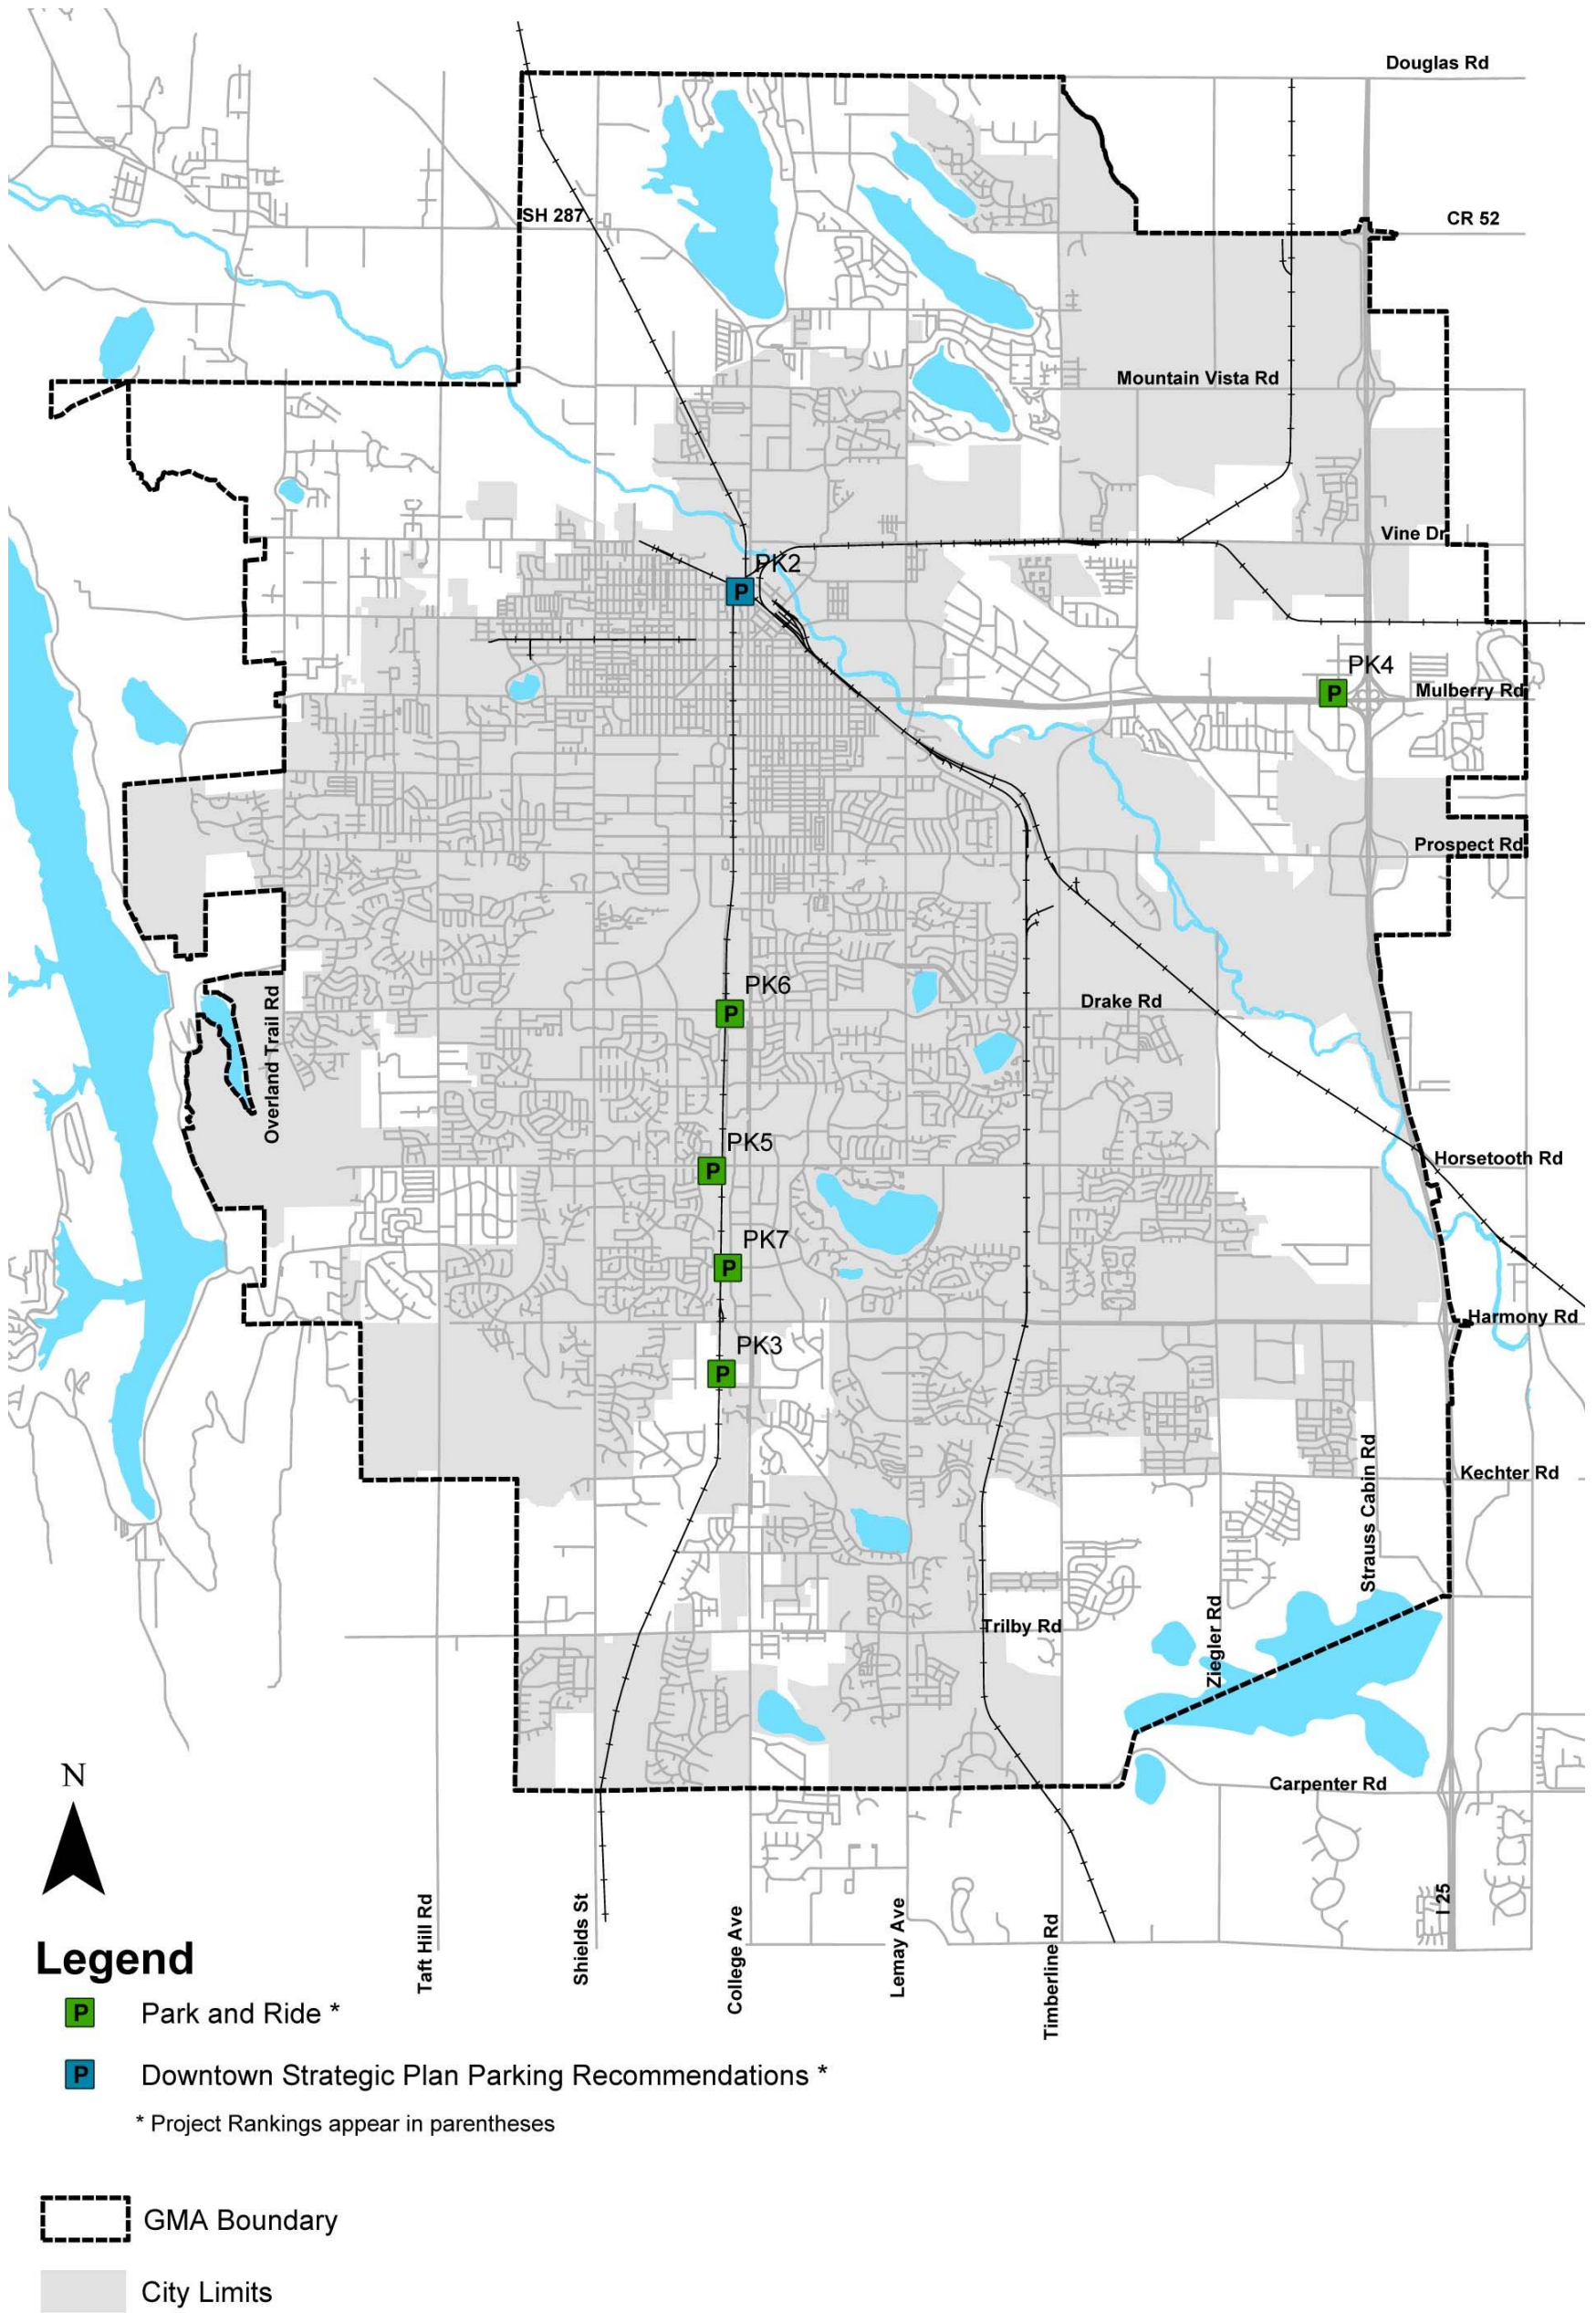 Douglas Rd
SH 287
CR 52
Mountain Vista Rd
Vine Dr
PK2
P
PK4
P
Mulberry Rd
Prospect Rd
PK6
P
Drake Rd
Overland Trail Rd
PK5
P
Horsetooth Rd
PK7
P
Harmony Rd
PK3
P
Strauss Cabin Rd
Kechter Rd
Trilby Rd
Ziegler Rd
Carpenter Rd
N
Taft Hill Rd
Shields St
College Ave
Lemay Ave
Timberline Rd
I 25
Legend
P Park and Ride *
P Downtown Strategic Plan Parking Recommendations *
* Project Rankings appear in parentheses
GMA Boundary
City Limits